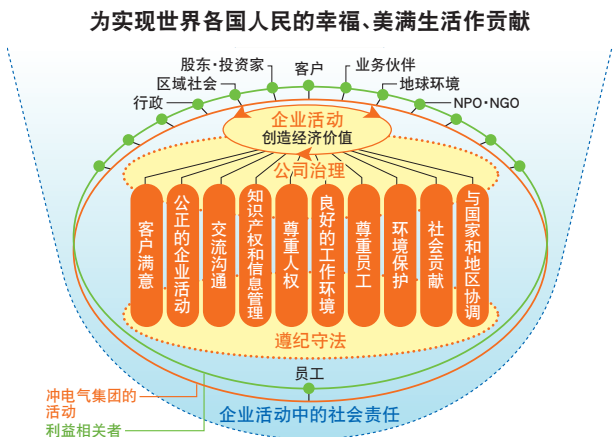 为实现世界各国人民的幸福、美满生活作贡献
客户
股东·投资家
业务伙伴
区域社会
地球环境
行政
NPO·NGO
企业活动
创造经济价值
公司治理
客户满意
公正的企业活动
交流沟通
知识产权和信息管理
尊重人权
良好的工作环境
尊重员工
环境保护
社会贡献
与国家和地区协调
遵纪守法
员工
冲电气集团的
活动
利益相关者
企业活动中的社会责任